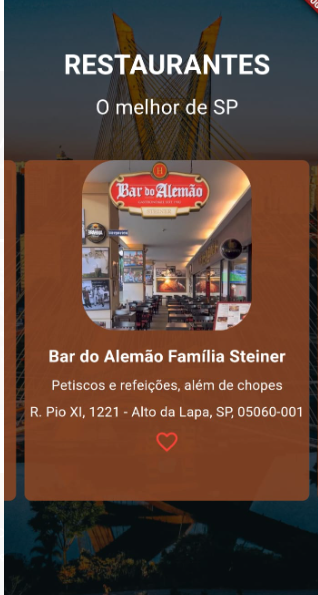 RESTAURANTES
O melhor de SP
Bar do Alemão
Bar do Alemão Família Steiner
Petiscos e refeições, além de chopes
R. Pio XI, 1221 - Alto da Lapa, SP, 05060-001